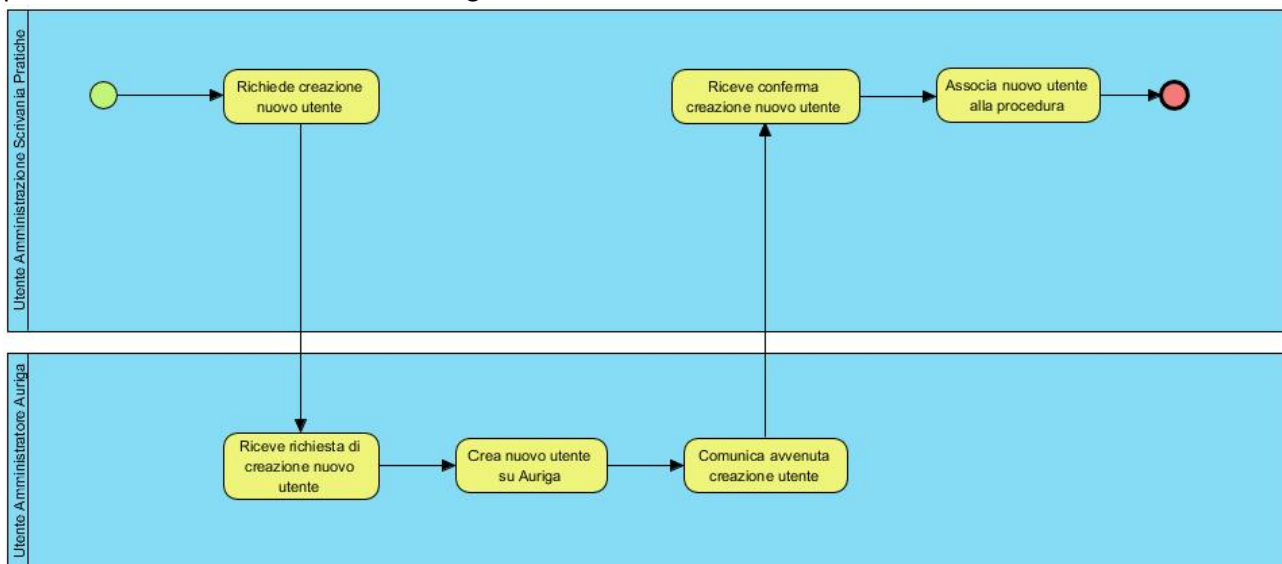 Utente Amministrazione Scrivania Pratiche
Richiede creazione
nuovo utente
Riceve conferma
creazione nuovo utente
Associa nuovo utente
alla procedura
Utente Amministratore Auriga
Riceve richiesta di
creazione nuovo
utente
Crea nuovo utente
su Auriga
Comunica avvenuta
creazione utente